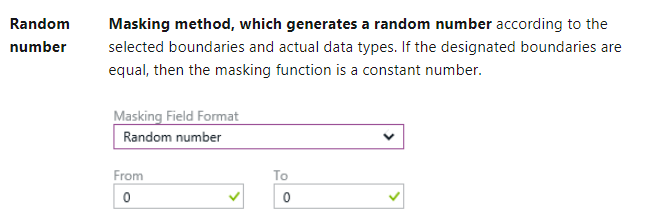 Random number
Masking method, which generates a random number according to the
selected boundaries and actual data types. If the designated boundaries are
equal, then the masking function is a constant number.
Masking Field Format
Random number
From
To
0
0